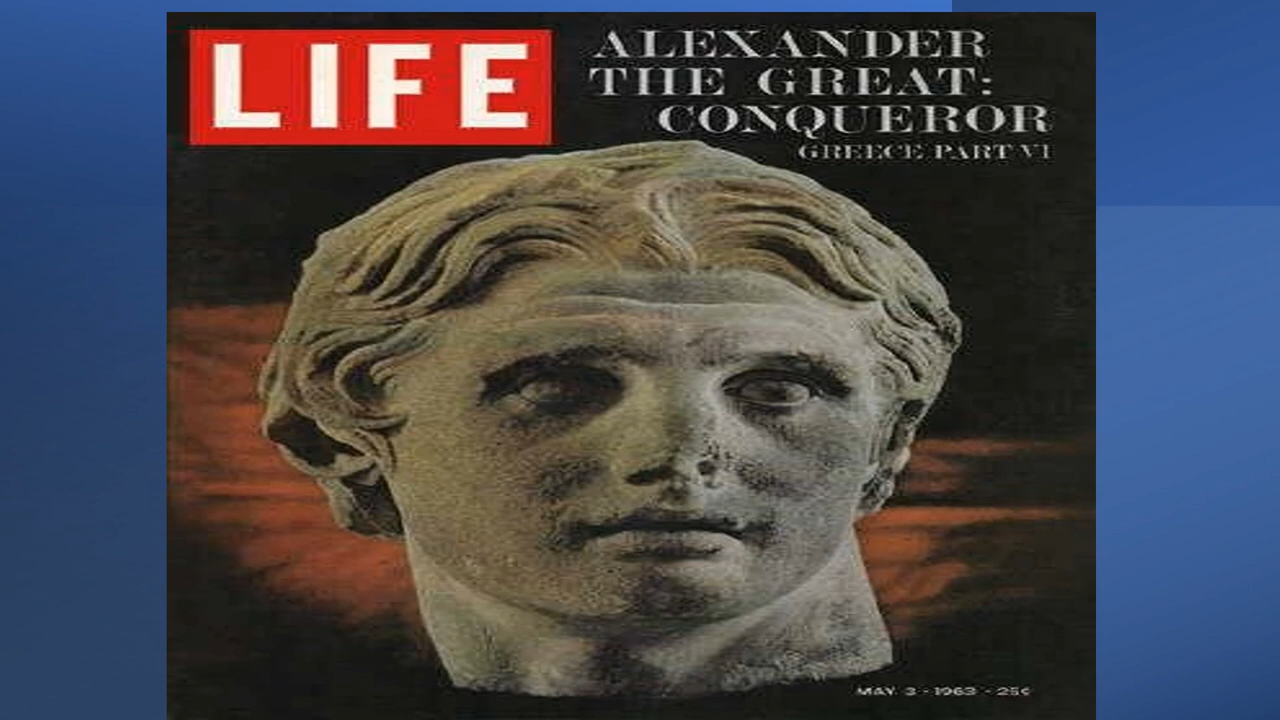 LIFE
ALEXANDER
THE GREAT:
CONQUEROR
GREECE PART VI
MAY 3 · 1963 · 25¢